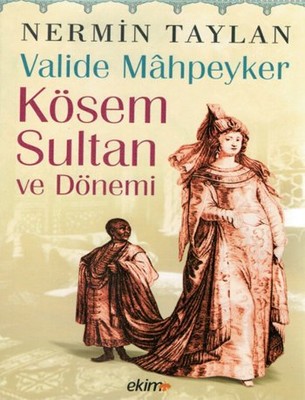 NERMİN TAYLAN
Valide Mâhpeyker
Kösem
Sultan
ve Dönemi
ekim